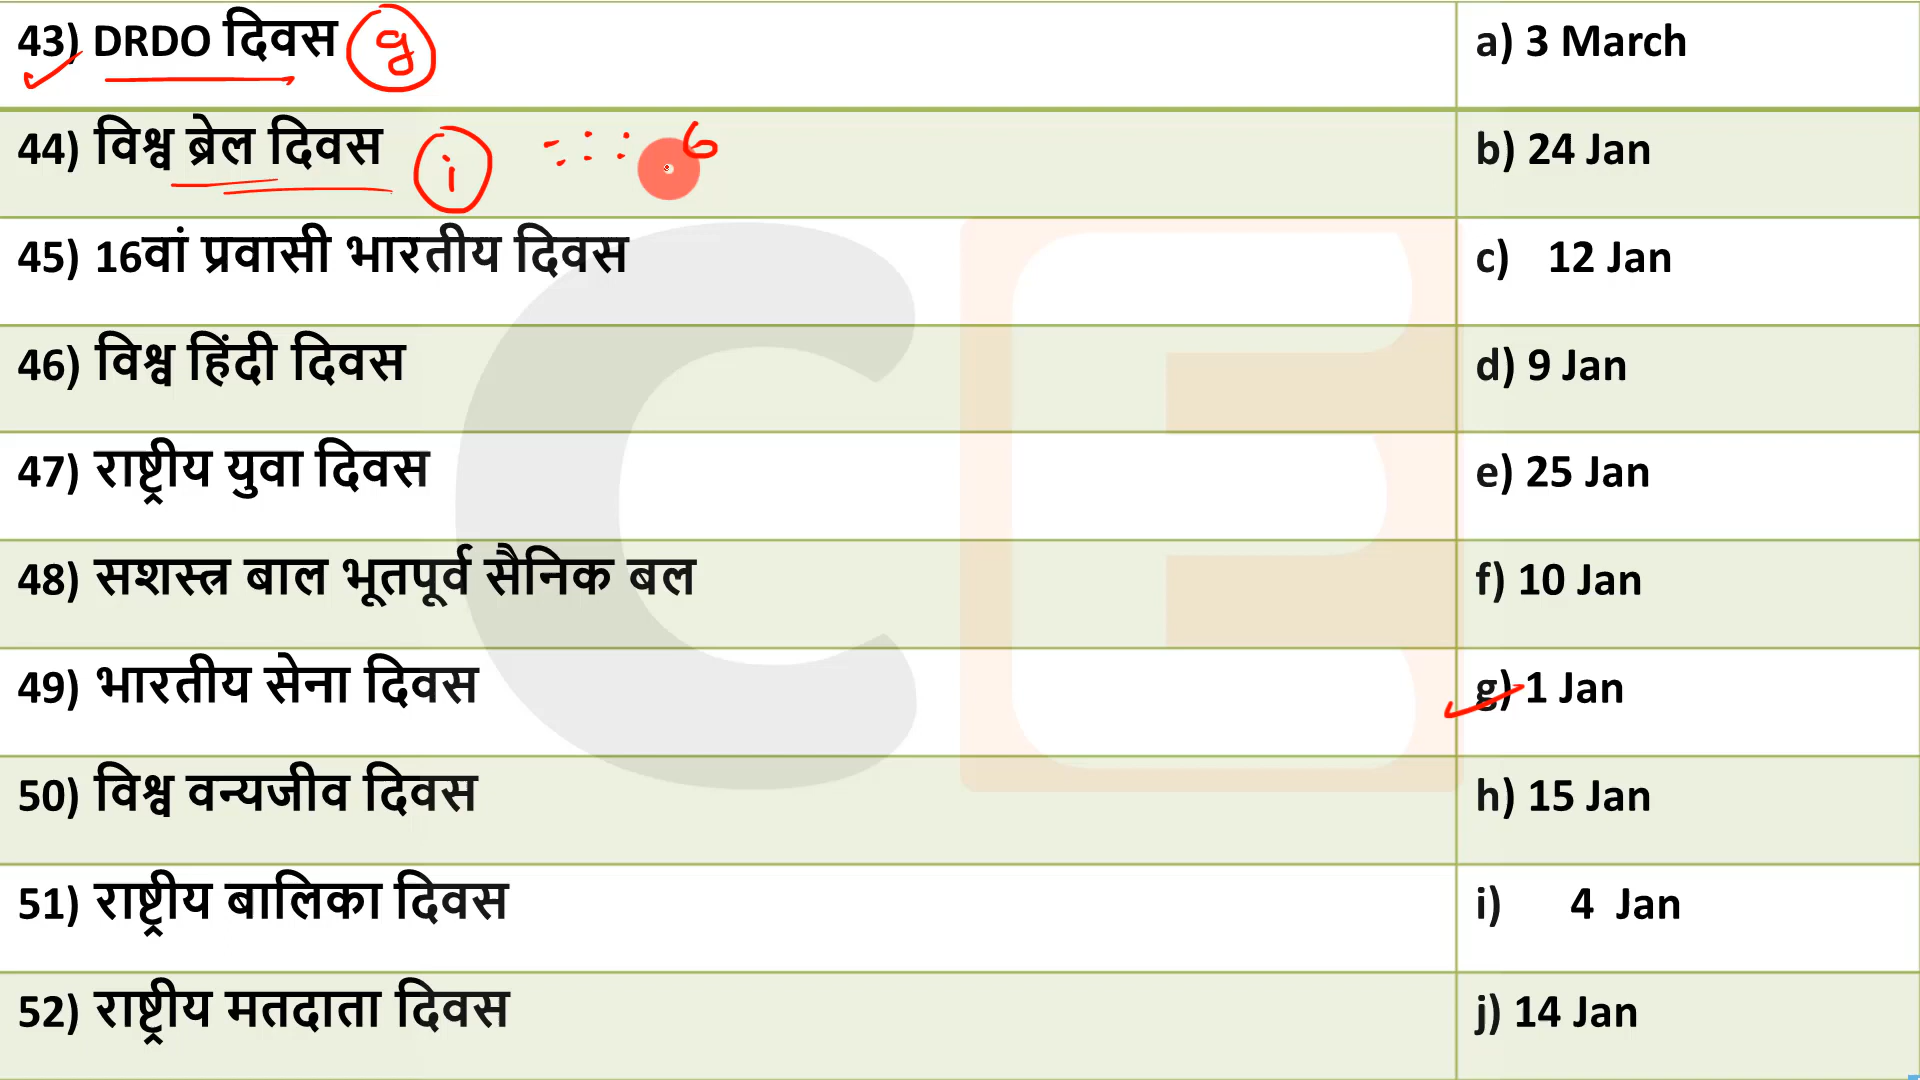 43) DRDO दिवस g a) 3 March
44) विश्व ब्रेल दिवस i 6 b) 24 Jan
45) 16वां प्रवासी भारतीय दिवस c) 12 Jan
46) विश्व हिंदी दिवस d) 9 Jan
47) राष्ट्रीय युवा दिवस e) 25 Jan
48) सशस्त्र बाल भूतपूर्व सैनिक बल f) 10 Jan
49) भारतीय सेना दिवस g) 1 Jan
50) विश्व वन्यजीव दिवस h) 15 Jan
51) राष्ट्रीय बालिका दिवस i) 4 Jan
52) राष्ट्रीय मतदाता दिवस j) 14 Jan
CE